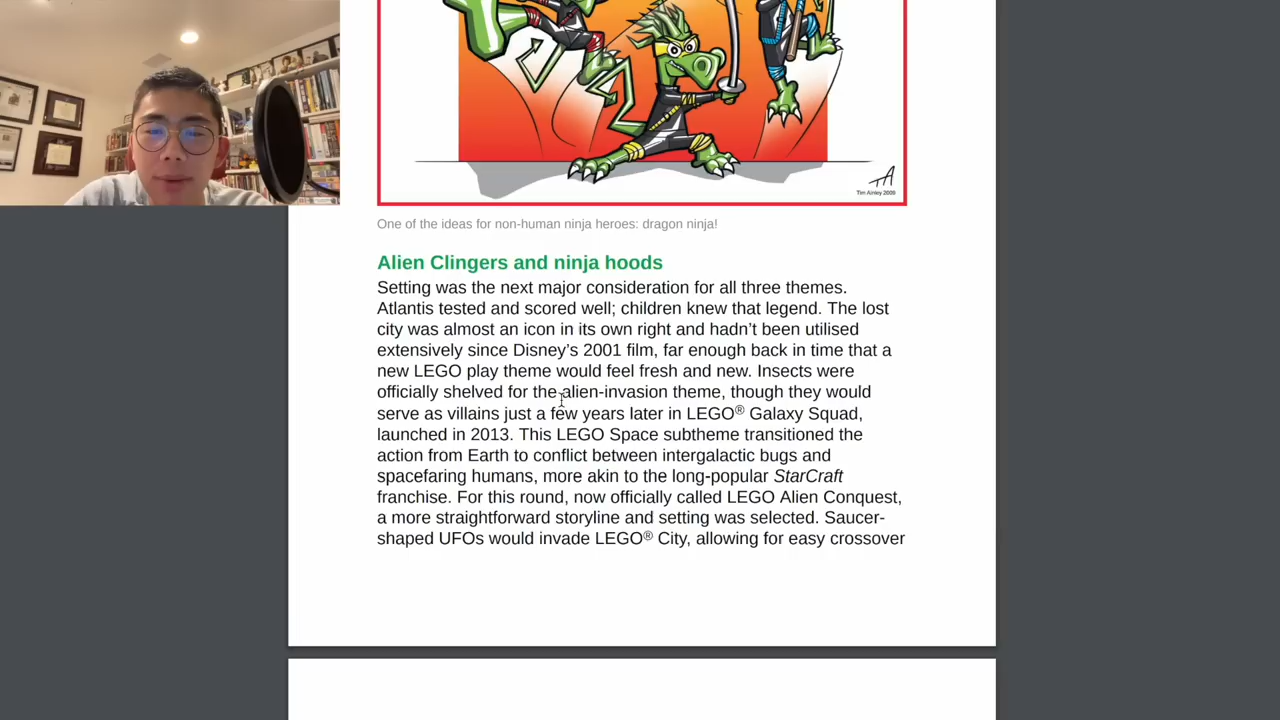 TA
Tim Ainley 2009
One of the ideas for non-human ninja heroes: dragon ninja!
Alien Clingers and ninja hoods
Setting was the next major consideration for all three themes.
Atlantis tested and scored well; children knew that legend. The lost
city was almost an icon in its own right and hadn’t been utilised
extensively since Disney’s 2001 film, far enough back in time that a
new LEGO play theme would feel fresh and new. Insects were
officially shelved for the alien-invasion theme, though they would
serve as villains just a few years later in LEGO® Galaxy Squad,
launched in 2013. This LEGO Space subtheme transitioned the
action from Earth to conflict between intergalactic bugs and
spacefaring humans, more akin to the long-popular StarCraft
franchise. For this round, now officially called LEGO Alien Conquest,
a more straightforward storyline and setting was selected. Saucer-
shaped UFOs would invade LEGO® City, allowing for easy crossover